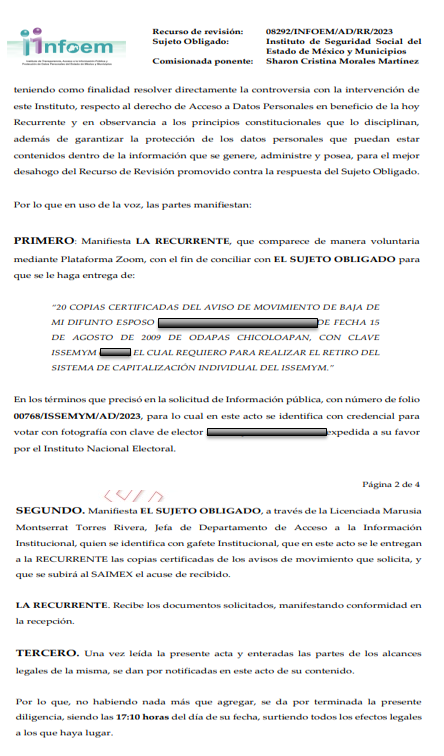 infoem
Recurso de revisión: 08292/INFOEM/AD/RR/2023
Sujeto Obligado: Instituto de Seguridad Social del
Estado de México y Municipios
Comisionada ponente: Sharon Cristina Morales Martínez
teniendo como finalidad resolver directamente la controversia con la intervención de
este Instituto, respecto al derecho de Acceso a Datos Personales en beneficio de la hoy
Recurrente y en observancia a los principios constitucionales que lo disciplinan,
además de garantizar la protección de los datos personales que puedan estar
contenidos dentro de la información que se genere, administre y posea, para el mejor
desahogo del Recurso de Revisión promovido contra la respuesta del Sujeto Obligado.
Por lo que en uso de la voz, las partes manifiestan:
PRIMERO: Manifiesta LA RECURRENTE, que comparece de manera voluntaria
mediante Plataforma Zoom, con el fin de conciliar con EL SUJETO OBLIGADO para
que se le haga entrega de:
"20 COPIAS CERTIFICADAS DEL AVISO DE MOVIMIENTO DE BAJA DE
MI DIFUNTO ESPOSO DE FECHA 15
DE AGOSTO DE 2009 DE ODAPAS CHICOLOAPAN, CON CLAVE
ISSEMYM EL CUAL REQUIERO PARA REALIZAR EL RETIRO DEL
SISTEMA DE CAPITALIZACIÓN INDIVIDUAL DEL ISSEMYM."
En los términos que precisó en la solicitud de Información pública, con número de folio
00768/ISSEMYM/AD/2023, para lo cual en este acto se identifica con credencial para
votar con fotografía con clave de elector expedida a su favor
por el Instituto Nacional Electoral.
Página 2 de 4
SEGUNDO. Manifiesta EL SUJETO OBLIGADO, a través de la Licenciada Marusia
Montserrat Torres Rivera, Jefa de Departamento de Acceso a la Información
Institucional, quien se identifica con gafete Institucional, que en este acto se le entregan
a la RECURRENTE las copias certificadas de los avisos de movimiento que solicita, y
que se subirá al SAIMEX el acuse de recibido.
LA RECURRENTE. Recibe los documentos solicitados, manifestando conformidad en
la recepción.
TERCERO. Una vez leída la presente acta y enteradas las partes de los alcances
legales de la misma, se dan por notificadas en este acto de su contenido.
Por lo que, no habiendo nada más que agregar, se da por terminada la presente
diligencia, siendo las 17:10 horas del día de su fecha, surtiendo todos los efectos legales
a los que haya lugar.